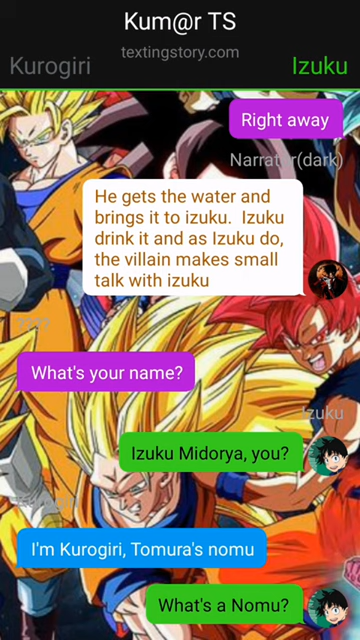 Kum@r TS
textingstory.com
Kurogiri
Izuku
Right away
Narrator(dark)
He gets the water and
brings it to izuku. Izuku
drink it and as Izuku do,
the villain makes small
talk with izuku
????
What's your name?
Izuku
Izuku Midorya, you?
Kurogiri
I'm Kurogiri, Tomura's nomu
What's a Nomu?